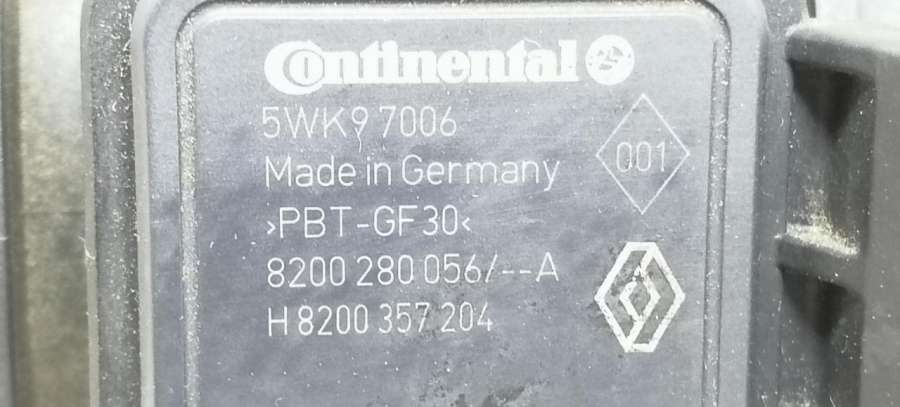 Continental
5WK9 7006
001
Made in Germany
>PBT-GF30<
8200 280 056/--A
H 8200 357 204